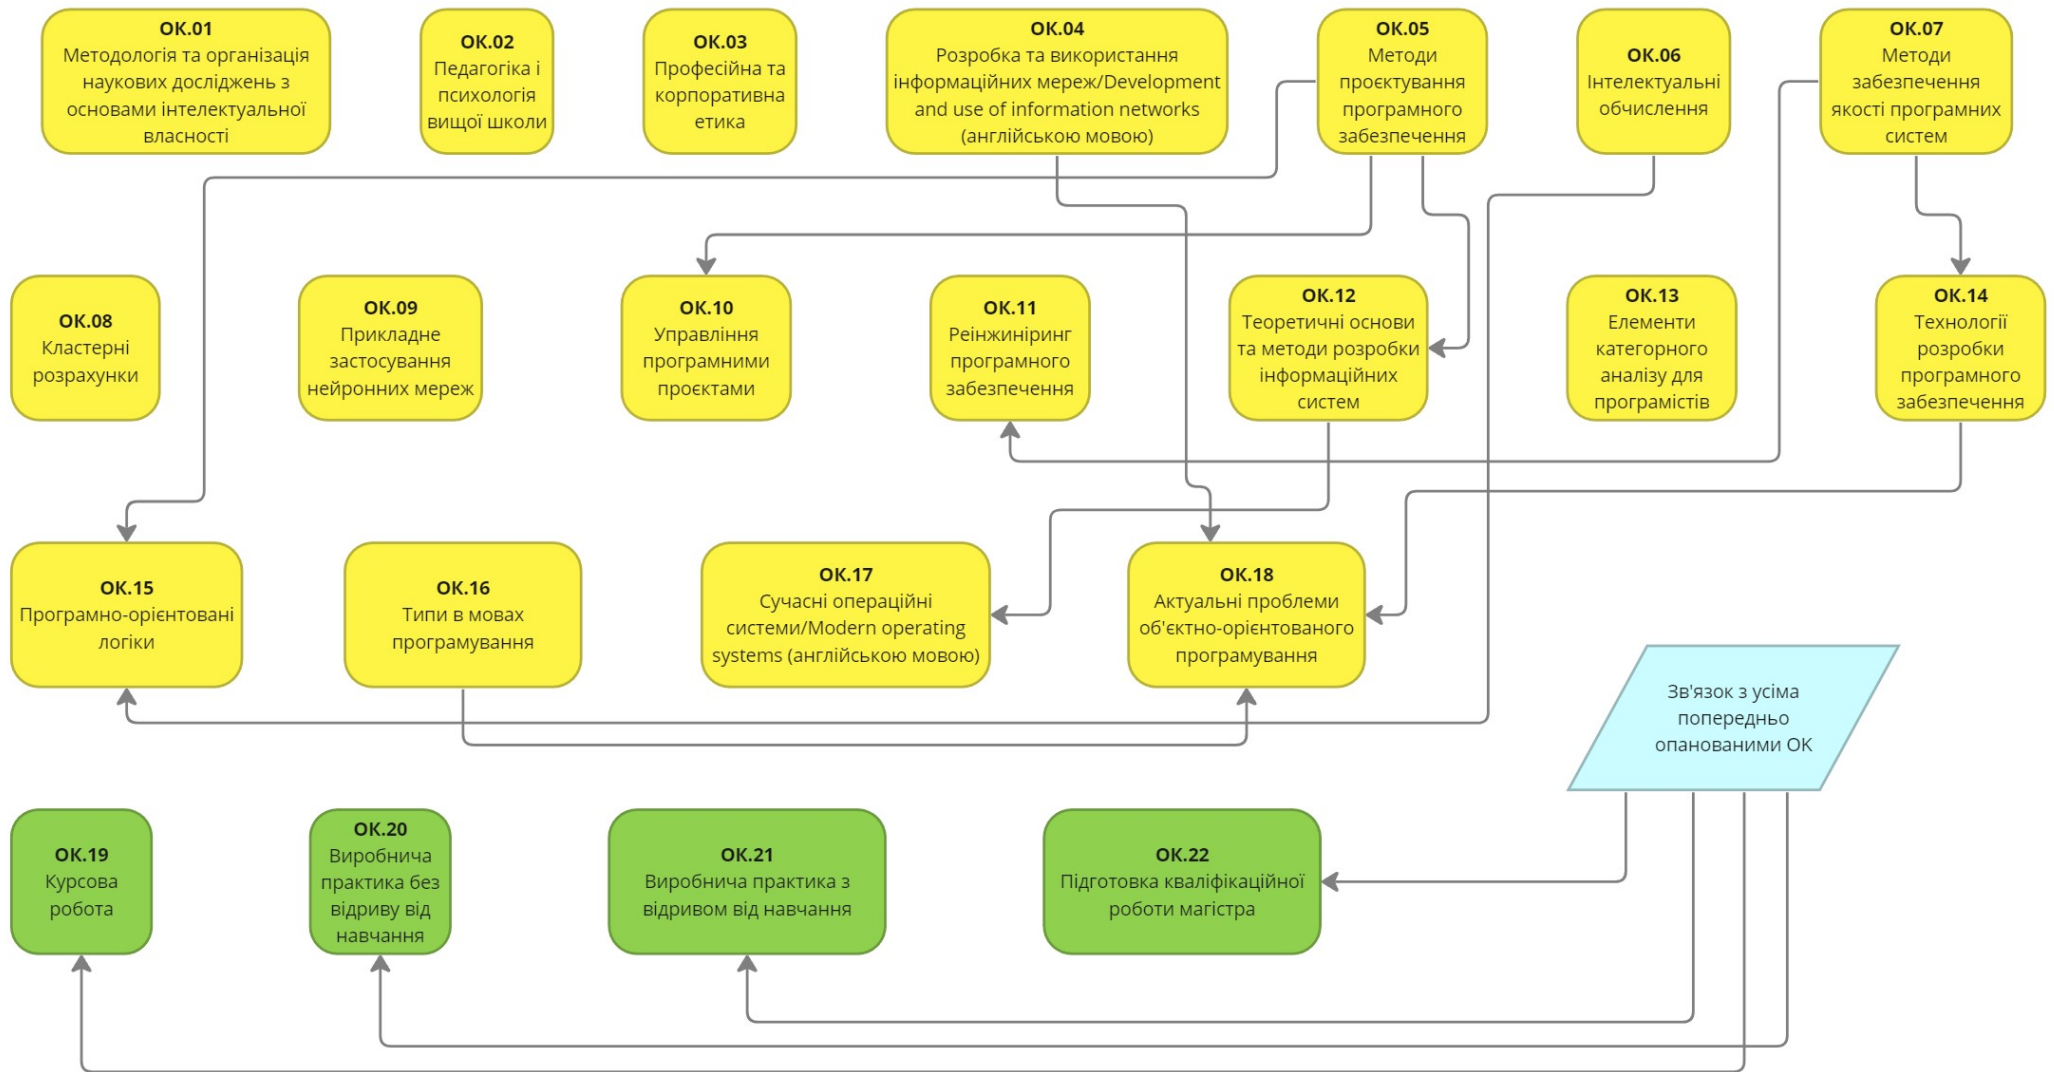 ОК.01
Методологія та організація
наукових досліджень з
основами інтелектуальної
власності
ОК.02
Педагогіка і
психологія
вищої школи
ОК.03
Професійна та
корпоративна
етика
ОК.04
Розробка та використання
інформаційних мереж/Development
and use of information networks
(англійською мовою)
ОК.05
Методи
проєктування
програмного
забезпечення
ОК.06
Інтелектуальні
обчислення
ОК.07
Методи
забезпечення
якості програмних
систем
ОК.08
Кластерні
розрахунки
ОК.09
Прикладне
застосування
нейронних мереж
ОК.10
Управління
програмними
проєктами
ОК.11
Реінжиніринг
програмного
забезпечення
ОК.12
Теоретичні основи
та методи розробки
інформаційних
систем
ОК.13
Елементи
категорного
аналізу для
програмістів
ОК.14
Технології
розробки
програмного
забезпечення
ОК.15
Програмно-орієнтовані
логіки
ОК.16
Типи в мовах
програмування
ОК.17
Сучасні операційні
системи/Modern operating
systems (англійською мовою)
ОК.18
Актуальні проблеми
об'єктно-орієнтованого
програмування
Зв'язок з усіма
попередньо
опанованими ОК
ОК.19
Курсова
робота
ОК.20
Виробнича
практика без
відриву від
навчання
ОК.21
Виробнича практика з
відривом від навчання
ОК.22
Підготовка кваліфікаційної
роботи магістра